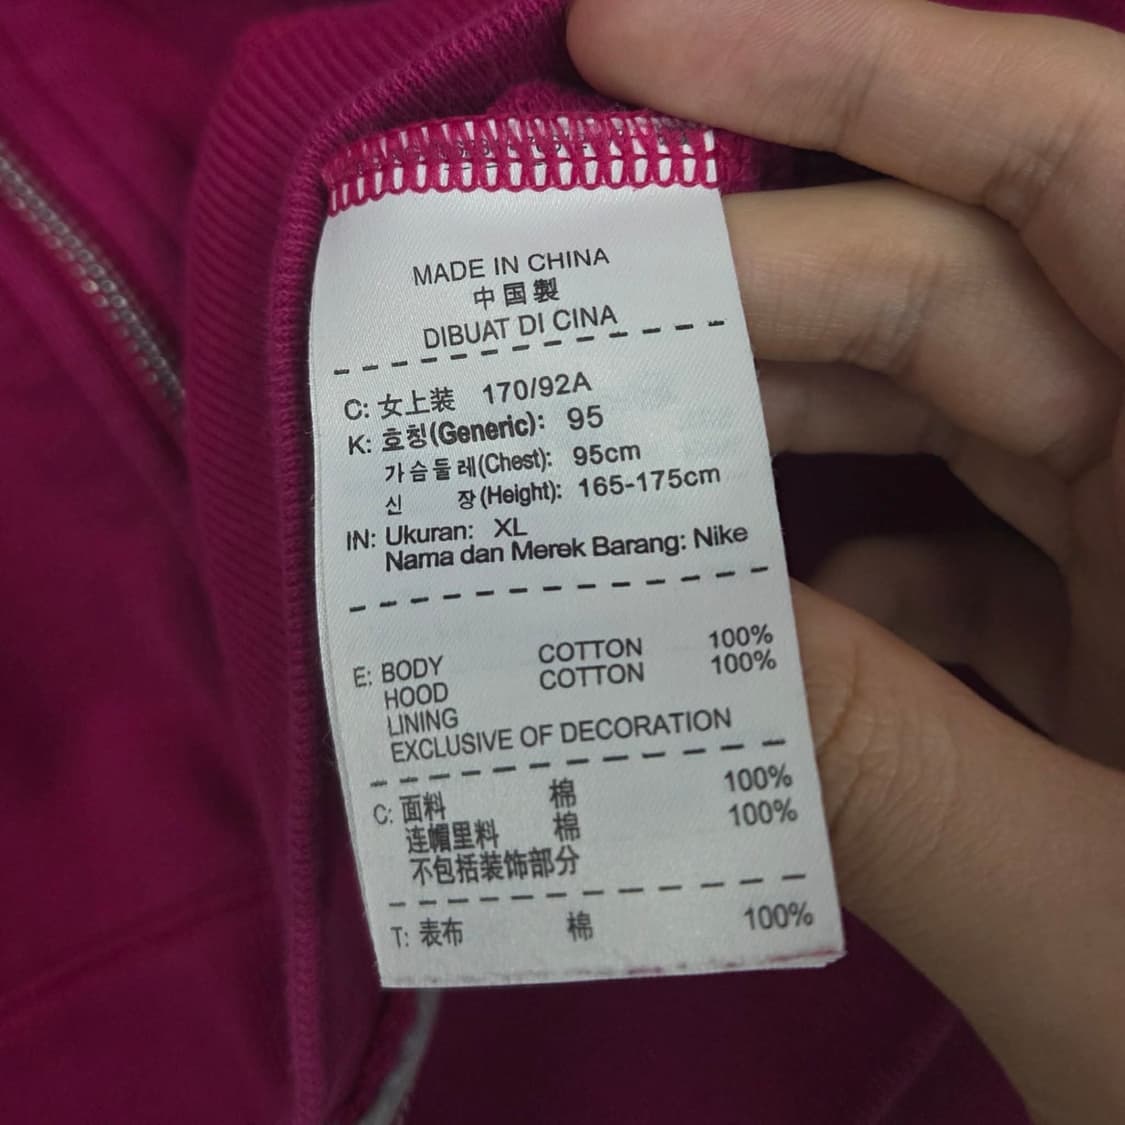 MADE IN CHINA
中国製
DIBUAT DI CINA
C: 女上装 170/92A
K: 호칭(Generic): 95
가슴둘레(Chest): 95cm
신 장(Height): 165-175cm
IN: Ukuran: XL
Nama dan Merek Barang: Nike
E: BODY COTTON 100%
HOOD COTTON 100%
LINING
EXCLUSIVE OF DECORATION
C: 面料 棉 100%
连帽里料 棉 100%
不包括装饰部分
T: 表布 棉 100%